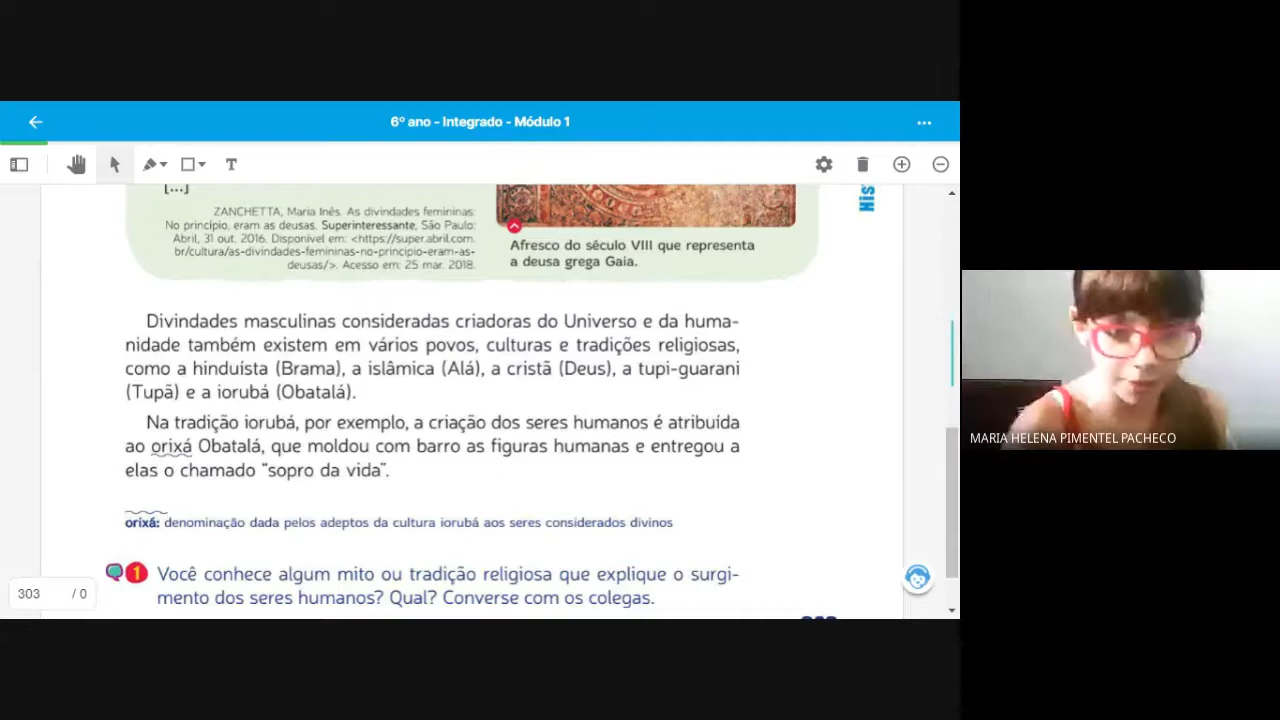 6º ano - Integrado - Módulo 1
T
[...]
ZANCHETTA, Maria Inês. As divindades femininas:
No princípio, eram as deusas. Superinteressante, São Paulo:
Abril, 31 out. 2016. Disponível em: <https://super.abril.com.
br/cultura/as-divindades-femininas-no-principio-eram-as-
deusas/>. Acesso em: 25 mar. 2018.
Afresco do século VIII que representa
a deusa grega Gaia.
His
Divindades masculinas consideradas criadoras do Universo e da huma-
nidade também existem em vários povos, culturas e tradições religiosas,
como a hinduísta (Brama), a islâmica (Alá), a cristã (Deus), a tupi-guarani
(Tupã) e a iorubá (Obatalá).
Na tradição iorubá, por exemplo, a criação dos seres humanos é atribuída
ao orixá Obatalá, que moldou com barro as figuras humanas e entregou a
elas o chamado "sopro da vida".
orixá: denominação dada pelos adeptos da cultura iorubá aos seres considerados divinos
1 Você conhece algum mito ou tradição religiosa que explique o surgi-
mento dos seres humanos? Qual? Converse com os colegas.
303 / 0
MARIA HELENA PIMENTEL PACHECO